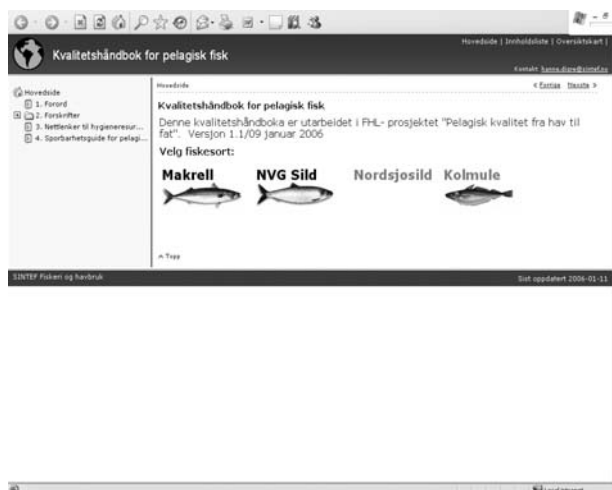 Hovedside | Innholdsliste | Oversiktskart |
Kvalitetshåndbok for pelagisk fisk
Kontakt:
Hovedside
1. Forord
2. Forskrifter
3. Nettlenker til hygieneresur...
4. Sporbarhetsguide for pelagi...
Hovedside
< Forrige Neste >
Kvalitetshåndbok for pelagisk fisk
Denne kvalitetshåndboka er utarbeidet i FHL- prosjektet "Pelagisk kvalitet fra hav til
fat". Versjon 1.1/09 januar 2006
Velg fiskesort:
Makrell NVG Sild Nordsjosild Kolmule
Topp
SINTEF Fiskeri og havbruk
Sist oppdatert 2006-01-11